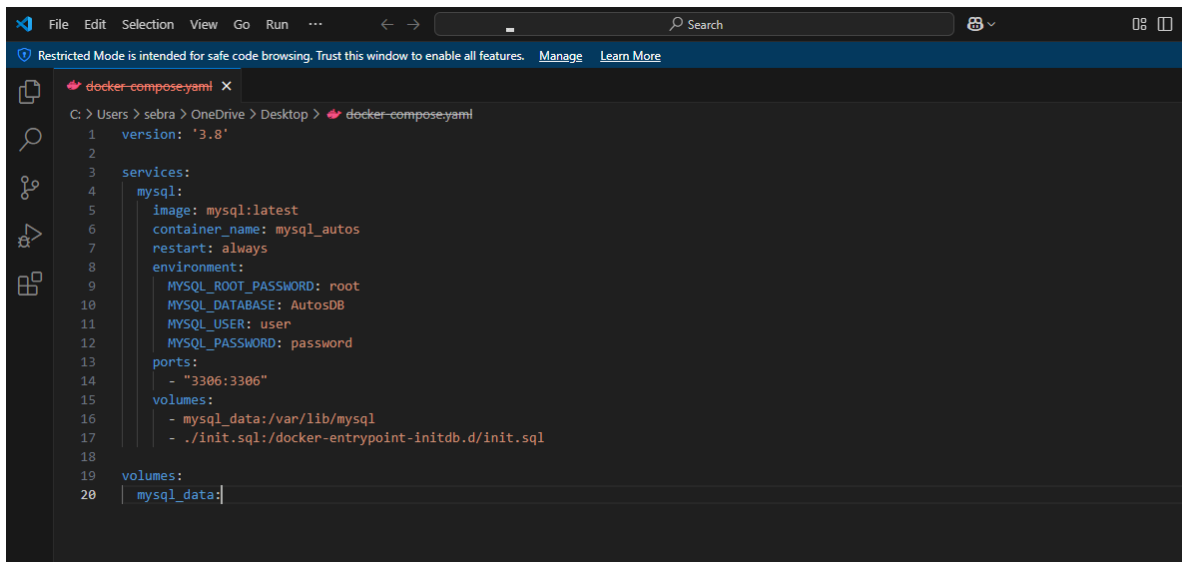 File Edit Selection View Go Run ··· Search
Restricted Mode is intended for safe code browsing. Trust this window to enable all features. Manage Learn More
docker-compose.yaml
C: > Users > sebra > OneDrive > Desktop > docker-compose.yaml
1 version: '3.8'
2
3 services:
4 mysql:
5 image: mysql:latest
6 container_name: mysql_autos
7 restart: always
8 environment:
9 MYSQL_ROOT_PASSWORD: root
10 MYSQL_DATABASE: AutosDB
11 MYSQL_USER: user
12 MYSQL_PASSWORD: password
13 ports:
14 - "3306:3306"
15 volumes:
16 - mysql_data:/var/lib/mysql
17 - ./init.sql:/docker-entrypoint-initdb.d/init.sql
18
19 volumes:
20 mysql_data: